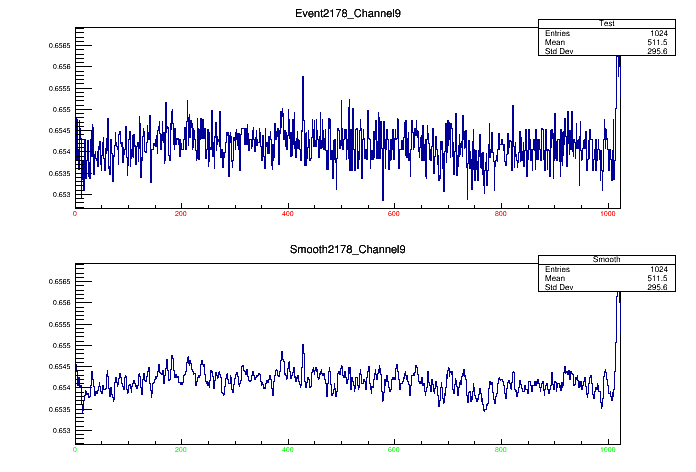 Event2178_Channel9
Test
Entries 1024
Mean 511.5
Std Dev 295.6
0.6565
0.656
0.6555
0.655
0.6545
0.654
0.6535
0.653
0 200 400 600 800 1000
Smooth2178_Channel9
Smooth
Entries 1024
Mean 511.5
Std Dev 295.6
0.6565
0.656
0.6555
0.655
0.6545
0.654
0.6535
0.653
0 200 400 600 800 1000